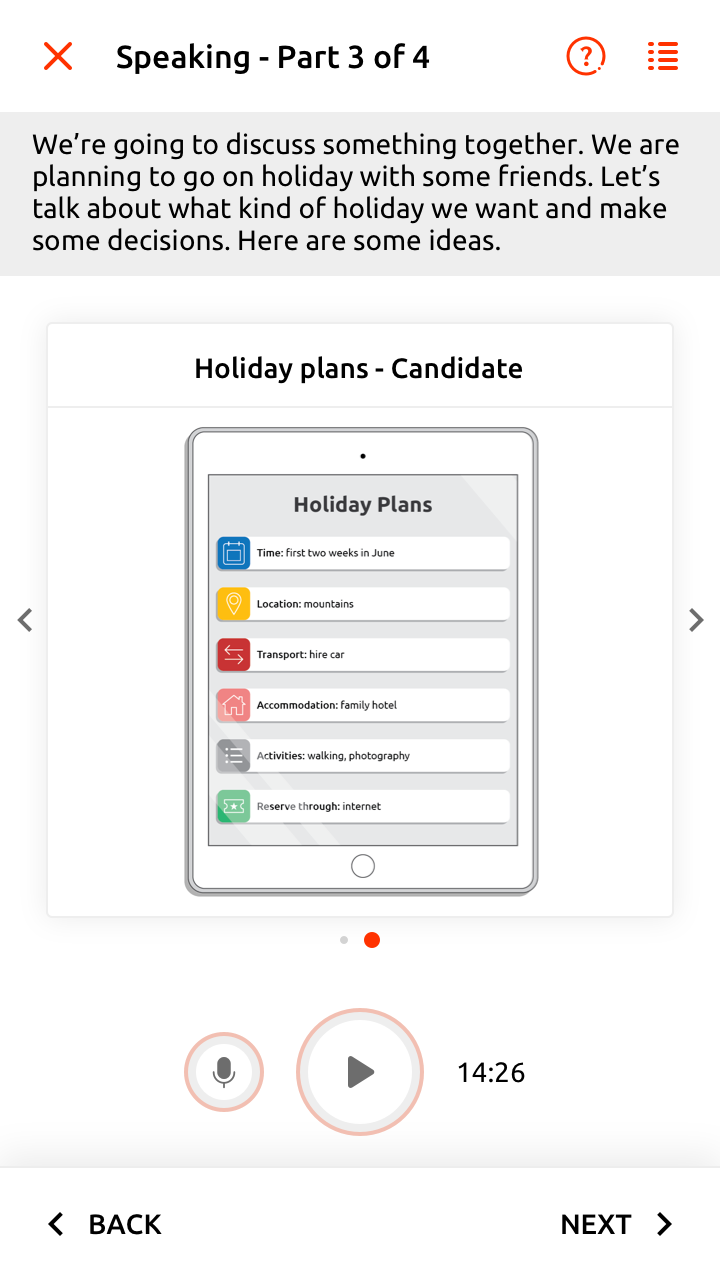 Speaking - Part 3 of 4
?
We’re going to discuss something together. We are
planning to go on holiday with some friends. Let’s
talk about what kind of holiday we want and make
some decisions. Here are some ideas.
Holiday plans - Candidate
Holiday Plans
Time: first two weeks in June
Location: mountains
Transport: hire car
Accommodation: family hotel
Activities: walking, photography
Reserve through: internet
14:26
BACK
NEXT